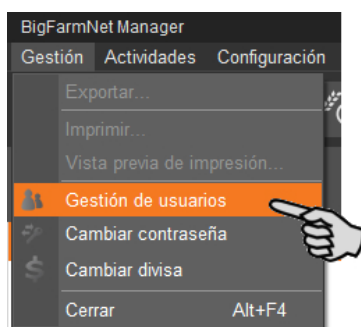 BigFarmNet Manager
Gestión Actividades Configuración
Exportar...
Imprimir...
Vista previa de impresión...
Gestión de usuarios
Cambiar contraseña
Cambiar divisa
Cerrar Alt+F4